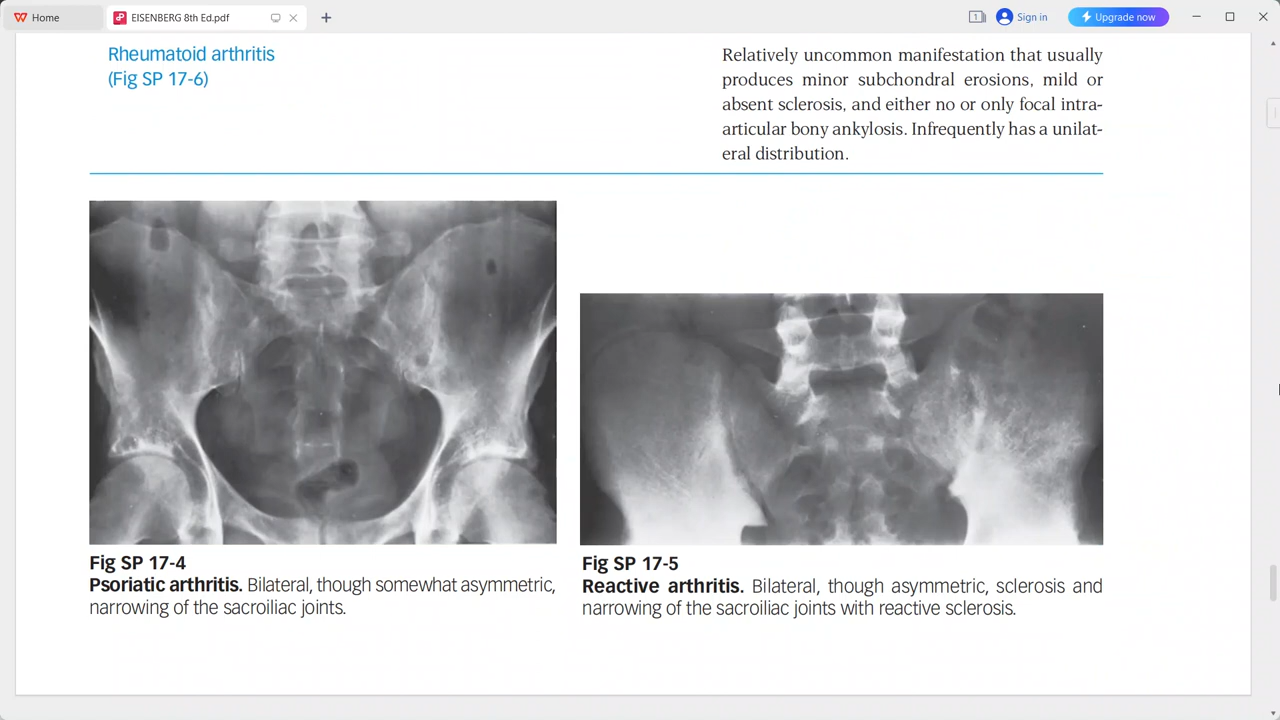 Home
EISENBERG 8th Ed.pdf
Sign in
Upgrade now
Rheumatoid arthritis
(Fig SP 17-6)
Relatively uncommon manifestation that usually
produces minor subchondral erosions, mild or
absent sclerosis, and either no or only focal intra-
articular bony ankylosis. Infrequently has a unilat-
eral distribution.
Fig SP 17-4
Psoriatic arthritis. Bilateral, though somewhat asymmetric,
narrowing of the sacroiliac joints.
Fig SP 17-5
Reactive arthritis. Bilateral, though asymmetric, sclerosis and
narrowing of the sacroiliac joints with reactive sclerosis.